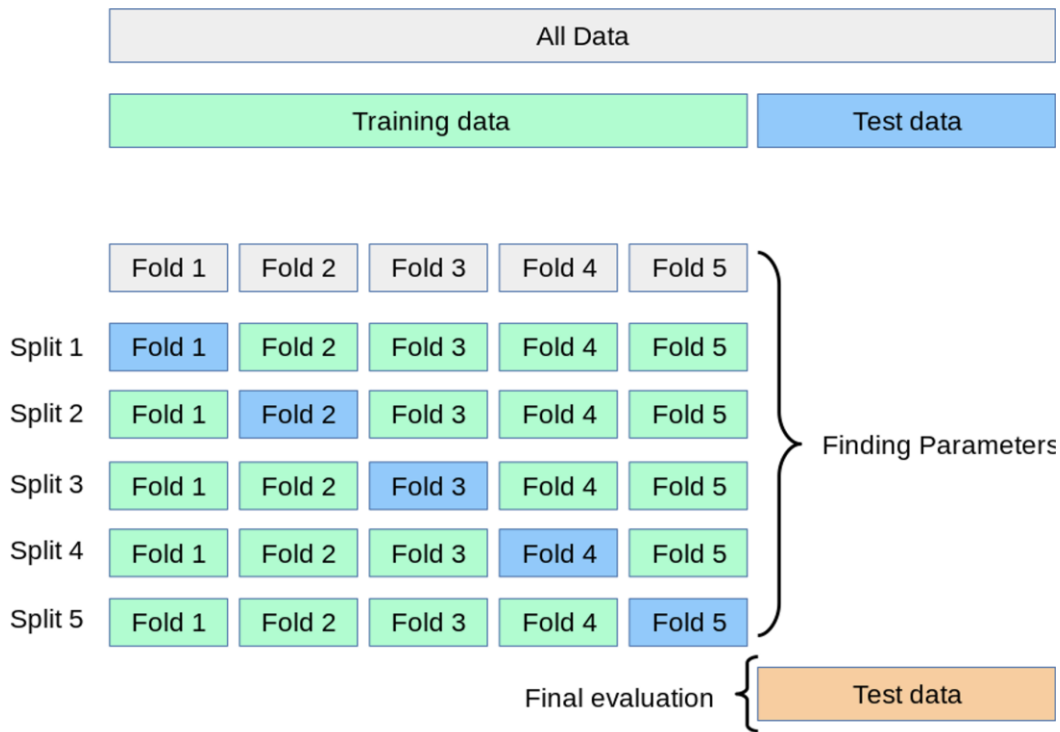 All Data
Training data Test data
Fold 1 Fold 2 Fold 3 Fold 4 Fold 5
Split 1 Fold 1 Fold 2 Fold 3 Fold 4 Fold 5
Split 2 Fold 1 Fold 2 Fold 3 Fold 4 Fold 5
Finding Parameters
Split 3 Fold 1 Fold 2 Fold 3 Fold 4 Fold 5
Split 4 Fold 1 Fold 2 Fold 3 Fold 4 Fold 5
Split 5 Fold 1 Fold 2 Fold 3 Fold 4 Fold 5
Final evaluation Test data